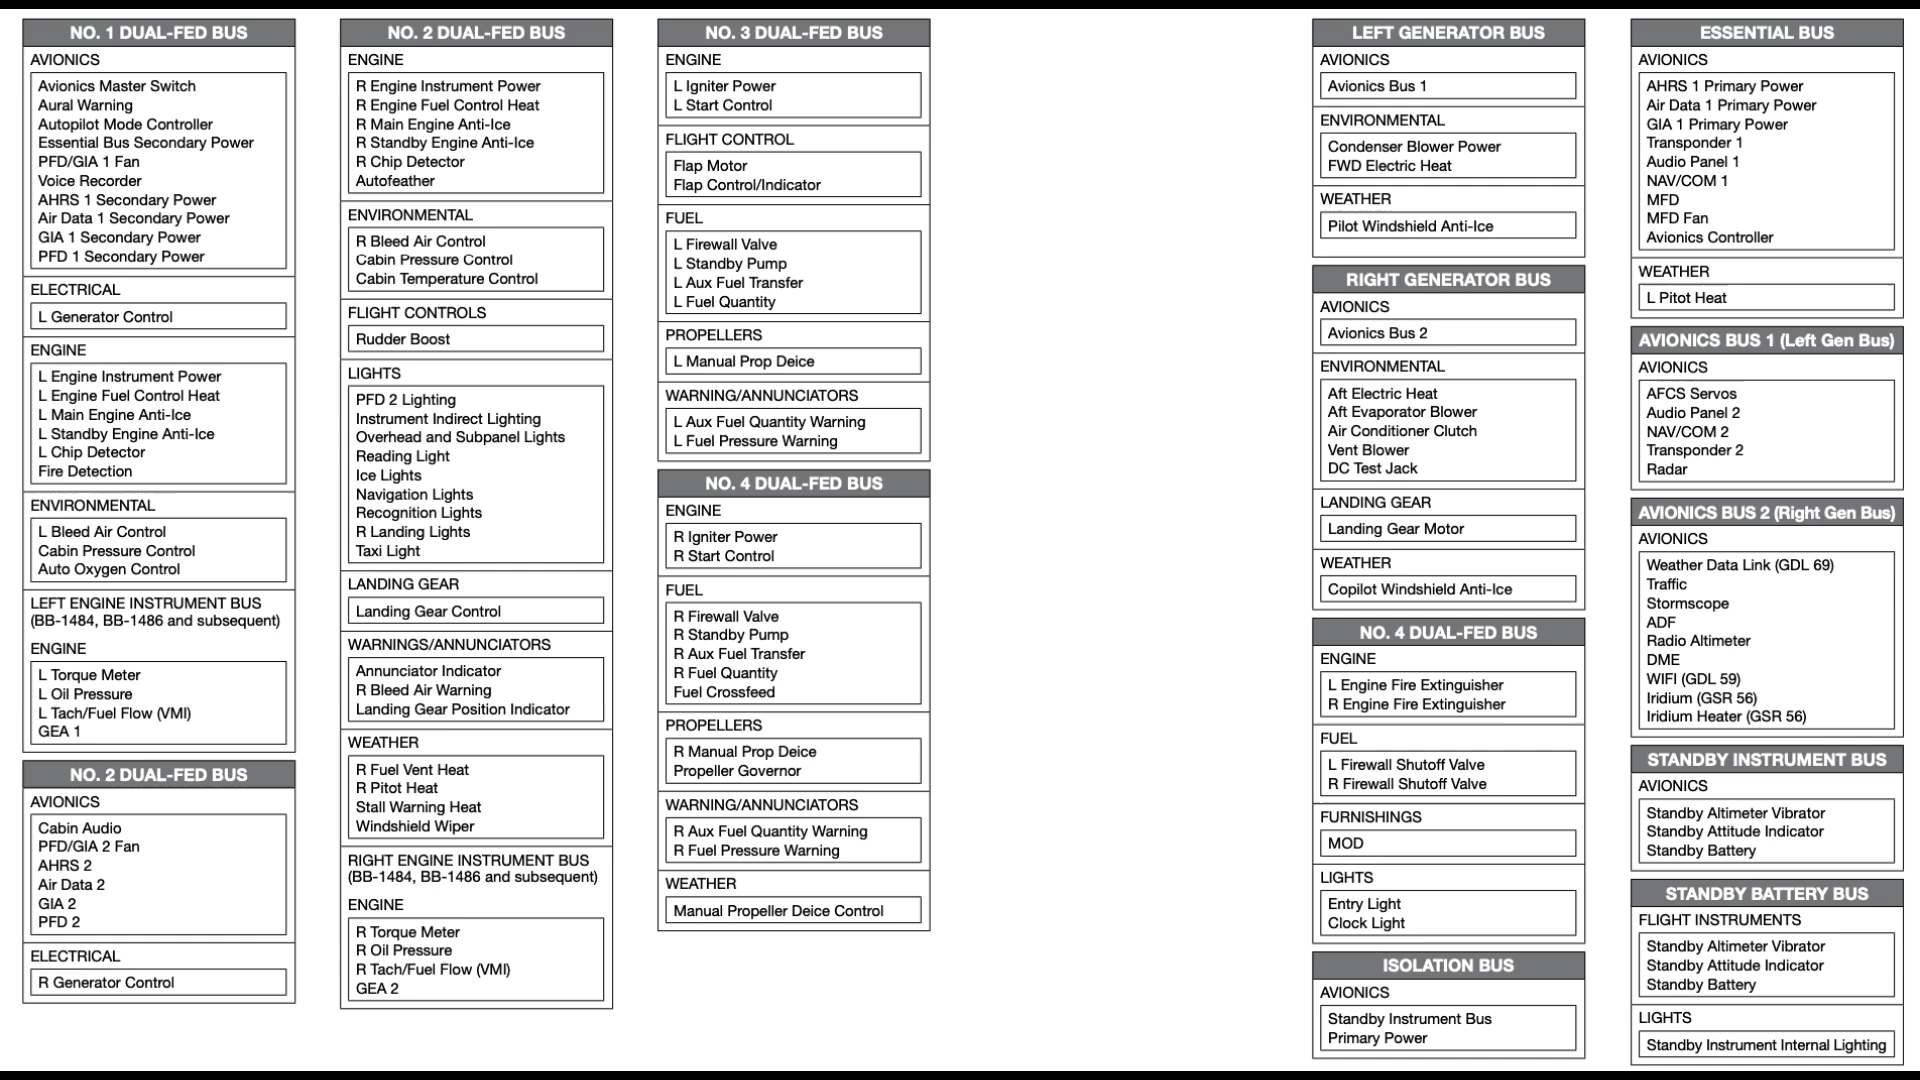 NO. 1 DUAL-FED BUS
AVIONICS
Avionics Master Switch
Aural Warning
Autopilot Mode Controller
Essential Bus Secondary Power
PFD/GIA 1 Fan
Voice Recorder
AHRS 1 Secondary Power
Air Data 1 Secondary Power
GIA 1 Secondary Power
PFD 1 Secondary Power
ELECTRICAL
L Generator Control
ENGINE
L Engine Instrument Power
L Engine Fuel Control Heat
L Main Engine Anti-Ice
L Standby Engine Anti-Ice
L Chip Detector
Fire Detection
ENVIRONMENTAL
L Bleed Air Control
Cabin Pressure Control
Auto Oxygen Control
LEFT ENGINE INSTRUMENT BUS
(BB-1484, BB-1486 and subsequent)
ENGINE
L Torque Meter
L Oil Pressure
L Tach/Fuel Flow (VMI)
GEA 1
NO. 2 DUAL-FED BUS
AVIONICS
Cabin Audio
PFD/GIA 2 Fan
AHRS 2
Air Data 2
GIA 2
PFD 2
ELECTRICAL
R Generator Control
NO. 2 DUAL-FED BUS
ENGINE
R Engine Instrument Power
R Engine Fuel Control Heat
R Main Engine Anti-Ice
R Standby Engine Anti-Ice
R Chip Detector
Autofeather
ENVIRONMENTAL
R Bleed Air Control
Cabin Pressure Control
Cabin Temperature Control
FLIGHT CONTROLS
Rudder Boost
LIGHTS
PFD 2 Lighting
Instrument Indirect Lighting
Overhead and Subpanel Lights
Reading Light
Ice Lights
Navigation Lights
Recognition Lights
R Landing Lights
Taxi Light
LANDING GEAR
Landing Gear Control
WARNINGS/ANNUNCIATORS
Annunciator Indicator
R Bleed Air Warning
Landing Gear Position Indicator
WEATHER
R Fuel Vent Heat
R Pitot Heat
Stall Warning Heat
Windshield Wiper
RIGHT ENGINE INSTRUMENT BUS
(BB-1484, BB-1486 and subsequent)
ENGINE
R Torque Meter
R Oil Pressure
R Tach/Fuel Flow (VMI)
GEA 2
NO. 3 DUAL-FED BUS
ENGINE
L Igniter Power
L Start Control
FLIGHT CONTROL
Flap Motor
Flap Control/Indicator
FUEL
L Firewall Valve
L Standby Pump
L Aux Fuel Transfer
L Fuel Quantity
PROPELLERS
L Manual Prop Deice
WARNING/ANNUNCIATORS
L Aux Fuel Quantity Warning
L Fuel Pressure Warning
NO. 4 DUAL-FED BUS
ENGINE
R Igniter Power
R Start Control
FUEL
R Firewall Valve
R Standby Pump
R Aux Fuel Transfer
R Fuel Quantity
Fuel Crossfeed
PROPELLERS
R Manual Prop Deice
Propeller Governor
WARNING/ANNUNCIATORS
R Aux Fuel Quantity Warning
R Fuel Pressure Warning
WEATHER
Manual Propeller Deice Control
LEFT GENERATOR BUS
AVIONICS
Avionics Bus 1
ENVIRONMENTAL
Condenser Blower Power
FWD Electric Heat
WEATHER
Pilot Windshield Anti-Ice
RIGHT GENERATOR BUS
AVIONICS
Avionics Bus 2
ENVIRONMENTAL
Aft Electric Heat
Aft Evaporator Blower
Air Conditioner Clutch
Vent Blower
DC Test Jack
LANDING GEAR
Landing Gear Motor
WEATHER
Copilot Windshield Anti-Ice
NO. 4 DUAL-FED BUS
ENGINE
L Engine Fire Extinguisher
R Engine Fire Extinguisher
FUEL
L Firewall Shutoff Valve
R Firewall Shutoff Valve
FURNISHINGS
MOD
LIGHTS
Entry Light
Clock Light
ISOLATION BUS
AVIONICS
Standby Instrument Bus
Primary Power
ESSENTIAL BUS
AVIONICS
AHRS 1 Primary Power
Air Data 1 Primary Power
GIA 1 Primary Power
Transponder 1
Audio Panel 1
NAV/COM 1
MFD
MFD Fan
Avionics Controller
WEATHER
L Pitot Heat
AVIONICS BUS 1 (Left Gen Bus)
AVIONICS
AFCS Servos
Audio Panel 2
NAV/COM 2
Transponder 2
Radar
AVIONICS BUS 2 (Right Gen Bus)
AVIONICS
Weather Data Link (GDL 69)
Traffic
Stormscope
ADF
Radio Altimeter
DME
WIFI (GDL 59)
Iridium (GSR 56)
Iridium Heater (GSR 56)
STANDBY INSTRUMENT BUS
AVIONICS
Standby Altimeter Vibrator
Standby Attitude Indicator
Standby Battery
STANDBY BATTERY BUS
FLIGHT INSTRUMENTS
Standby Altimeter Vibrator
Standby Attitude Indicator
Standby Battery
LIGHTS
Standby Instrument Internal Lighting